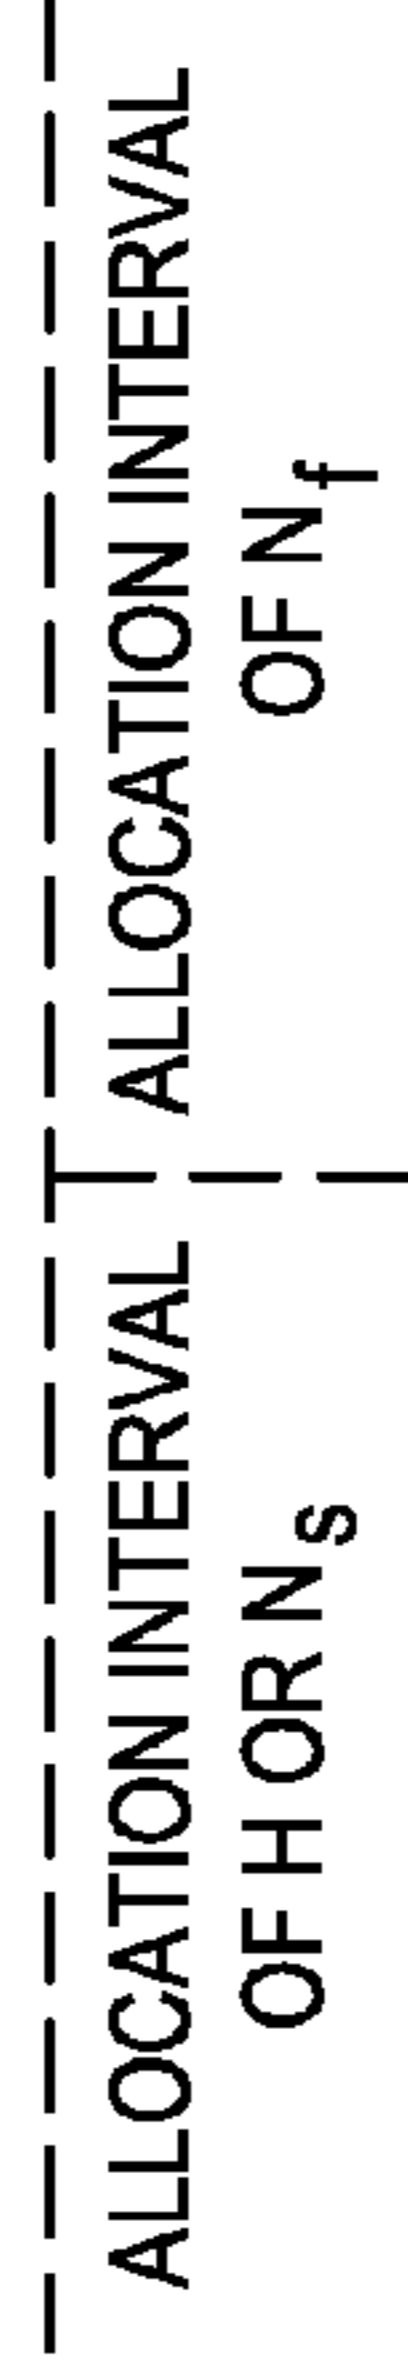 ALLOCATION INTERVAL
OF H OR Ns
ALLOCATION INTERVAL
OF Nf